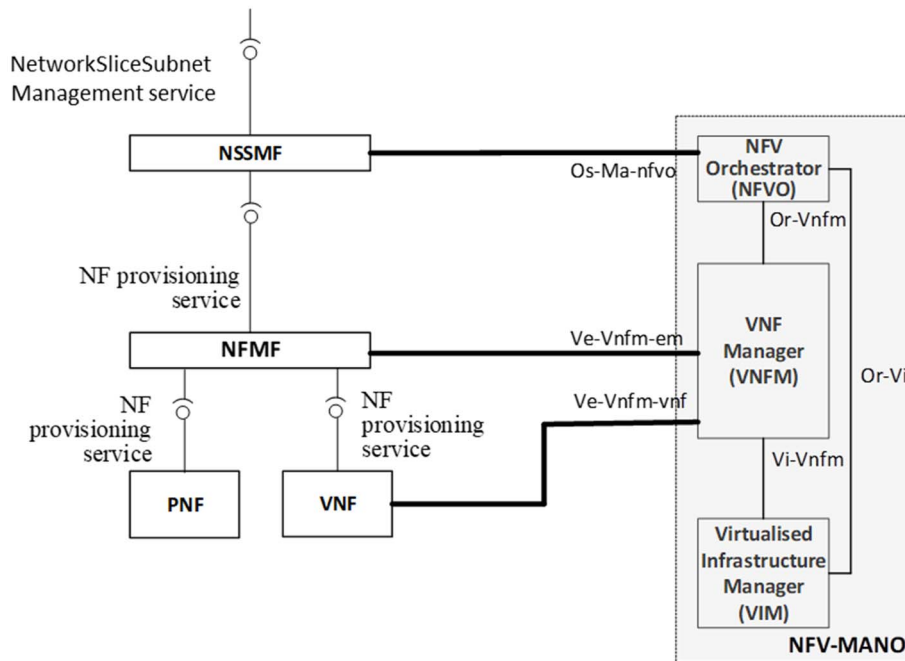 NetworkSliceSubnet
Management service
NSSMF
Os-Ma-nfvo
NFV
Orchestrator
(NFVO)
Or-Vnfm
NF provisioning
service
NFMF
Ve-Vnfm-em
VNF
Manager
(VNFM)
Or-Vi
Ve-Vnfm-vnf
NF
provisioning
service
NF
provisioning
service
Vi-Vnfm
PNF
VNF
Virtualised
Infrastructure
Manager
(VIM)
NFV-MANO